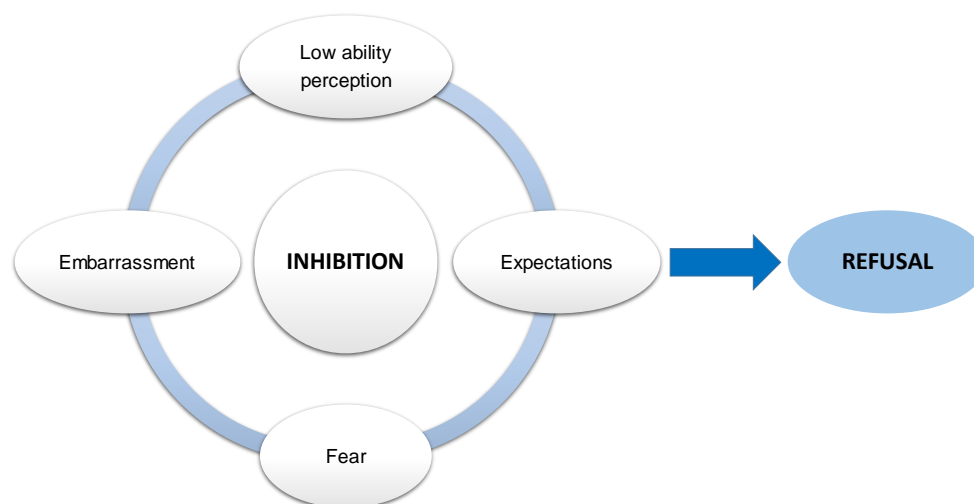 Low ability
perception
Embarrassment
INHIBITION
Expectations
REFUSAL
Fear